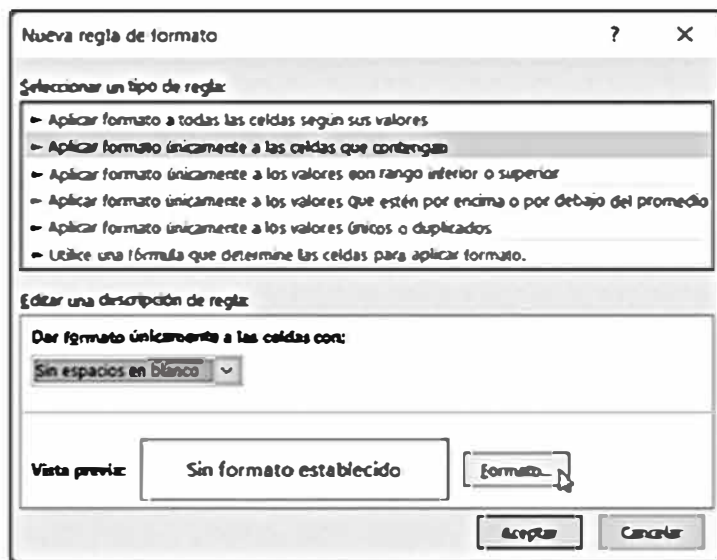 Nueva regla de formato ? ✕
Seleccionar un tipo de regla:
► Aplicar formato a todas las celdas según sus valores
► Aplicar formato únicamente a las celdas que contengan
► Aplicar formato únicamente a los valores con rango inferior o superior
► Aplicar formato únicamente a los valores que estén por encima o por debajo del promedio
► Aplicar formato únicamente a los valores únicos o duplicados
► Utilice una fórmula que determine las celdas para aplicar formato.
Editar una descripción de regla:
Dar formato únicamente a las celdas con:
Sin espacios en blanco
Vista previa: Sin formato establecido Formato...
Aceptar Cancelar